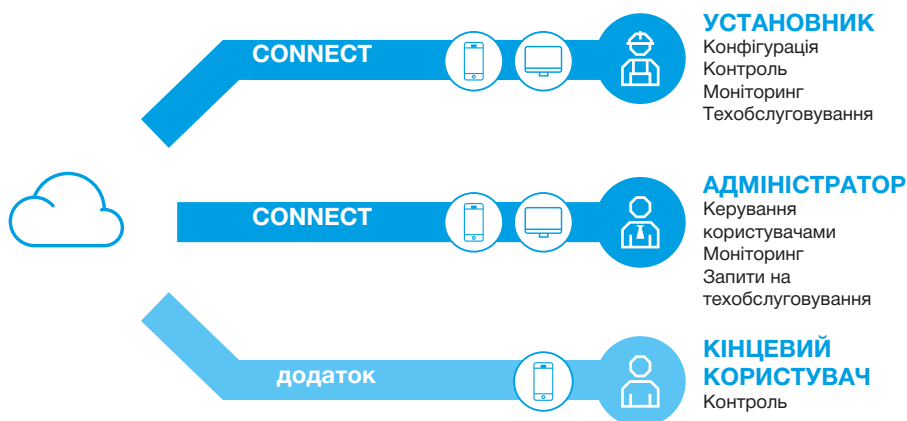 CONNECT
УСТАНОВНИК
Конфігурація
Контроль
Моніторинг
Техобслуговування
CONNECT
АДМІНІСТРАТОР
Керування
користувачами
Моніторинг
Запити на
техобслуговування
додаток
КІНЦЕВИЙ
КОРИСТУВАЧ
Контроль